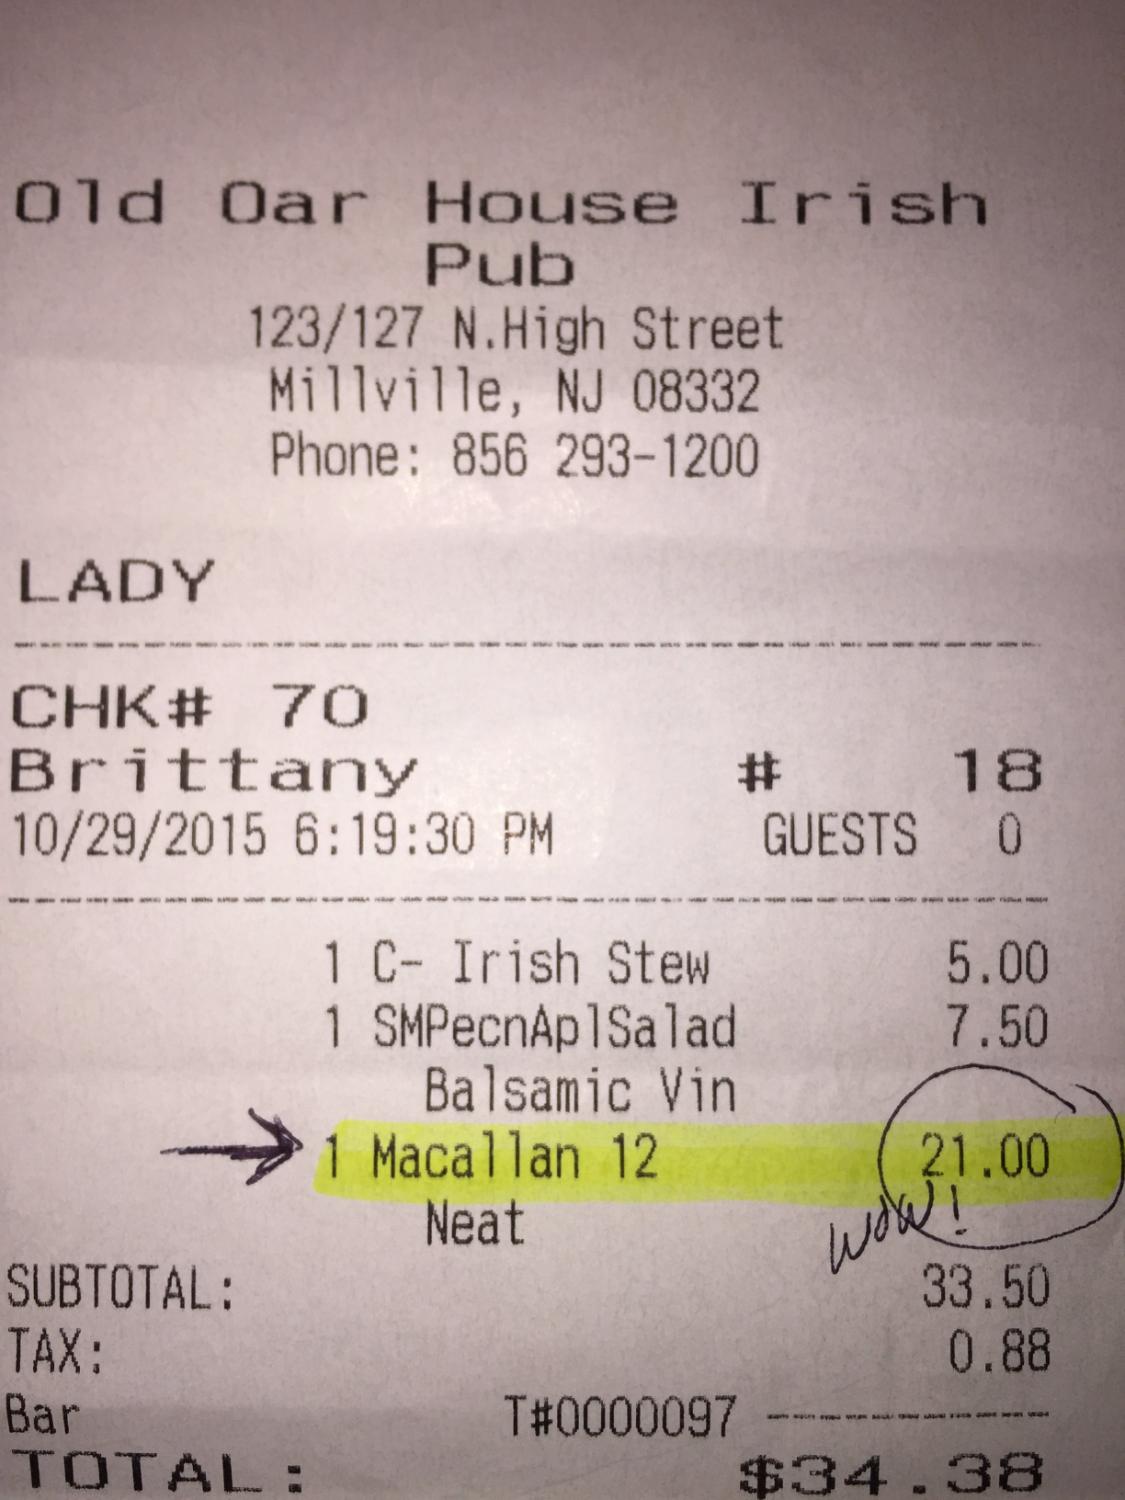 Old Oar House Irish
Pub
123/127 N.High Street
Millville, NJ 08332
Phone: 856 293-1200
LADY
CHK# 70
Brittany # 18
10/29/2015 6:19:30 PM GUESTS 0
1 C- Irish Stew 5.00
1 SMPecnAplSalad 7.50
Balsamic Vin
1 Macallan 12 21.00
Neat
wow!
SUBTOTAL: 33.50
TAX: 0.88
Bar T#0000097
TOTAL: $34.38